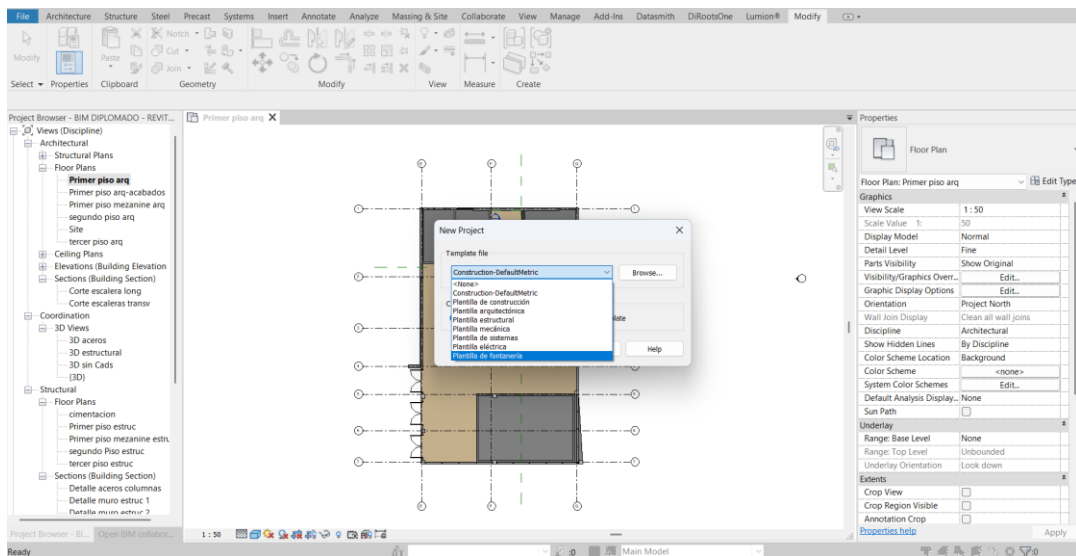 File Architecture Structure Steel Precast Systems Insert Annotate Analyze Massing & Site Collaborate View Manage Add-Ins Datasmith DiRootsOne Lumion® Modify
Modify
Paste
Notch
Cut
Join
Select Properties Clipboard Geometry Modify View Measure Create
Project Browser - BIM DIPLOMADO - REVIT...
Views (Discipline)
Architectural
Structural Plans
Floor Plans
Primer piso arq
Primer piso arq-acabados
Primer piso mezanine arq
segundo piso arq
Site
tercer piso arq
Ceiling Plans
Elevations (Building Elevation
Sections (Building Section)
Corte escalera long
Corte escaleras transv
Coordination
3D Views
3D aceros
3D estructural
3D sin Cads
{3D}
Structural
Floor Plans
cimentacion
Primer piso estruc
Primer piso mezanine estru
segundo Piso estruc
tercer piso estruc
Sections (Building Section)
Detalle aceros columnas
Detalle muro estruc 1
Detalle muro estruc 2
Project Browser - BI... Open BIM collabor...
Ready
Primer piso arq X
New Project
Template file
Construction-DefaultMetric
Browse...
<None>
Construction-DefaultMetric
Plantilla de construcción
Plantilla arquitectónica
Plantilla estructural
Plantilla mecánica
Plantilla de sistemas
Plantilla eléctrica
Plantilla de fontanería
Help
1 : 50
:0
Main Model
Properties
Floor Plan
Floor Plan: Primer piso arq Edit Type
Graphics
View Scale 1 : 50
Scale Value 1: 50
Display Model Normal
Detail Level Fine
Parts Visibility Show Original
Visibility/Graphics Overr... Edit...
Graphic Display Options Edit...
Orientation Project North
Wall Join Display Clean all wall joins
Discipline Architectural
Show Hidden Lines By Discipline
Color Scheme Location Background
Color Scheme <none>
System Color Schemes Edit...
Default Analysis Display... None
Sun Path
Underlay
Range: Base Level None
Range: Top Level Unbounded
Underlay Orientation Look down
Extents
Crop View
Crop Region Visible
Annotation Crop
Properties help Apply
:0